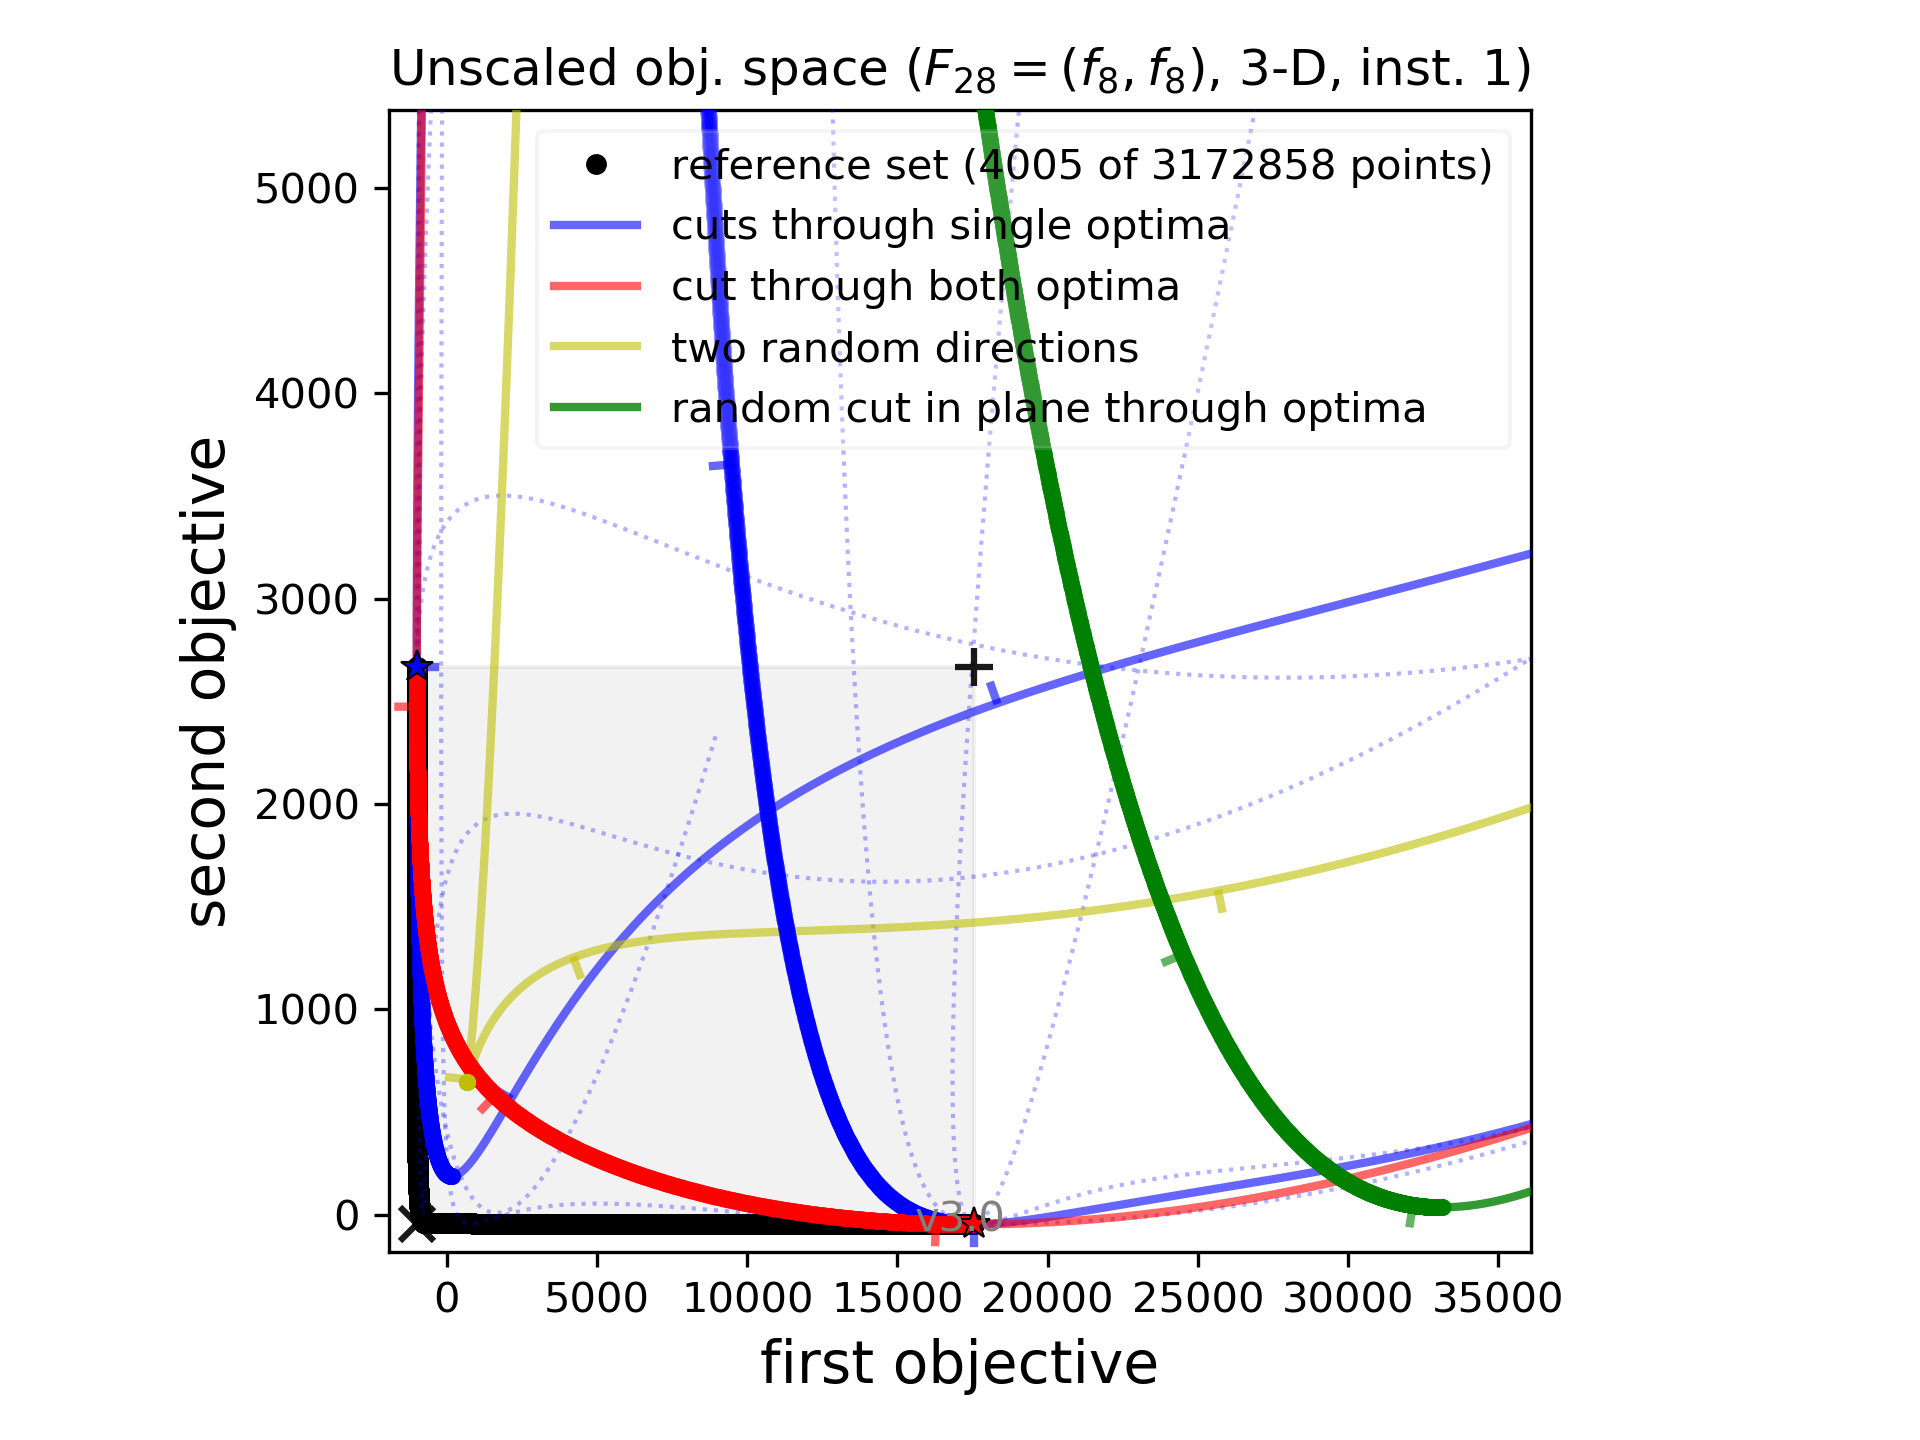 Unscaled obj. space (F₂₈ = (f₈, f₈), 3-D, inst. 1)
reference set (4005 of 3172858 points)
cuts through single optima
cut through both optima
two random directions
random cut in plane through optima
5000
4000
3000
2000
1000
0
second objective
v3.0
0 5000 10000 15000 20000 25000 30000 35000
first objective